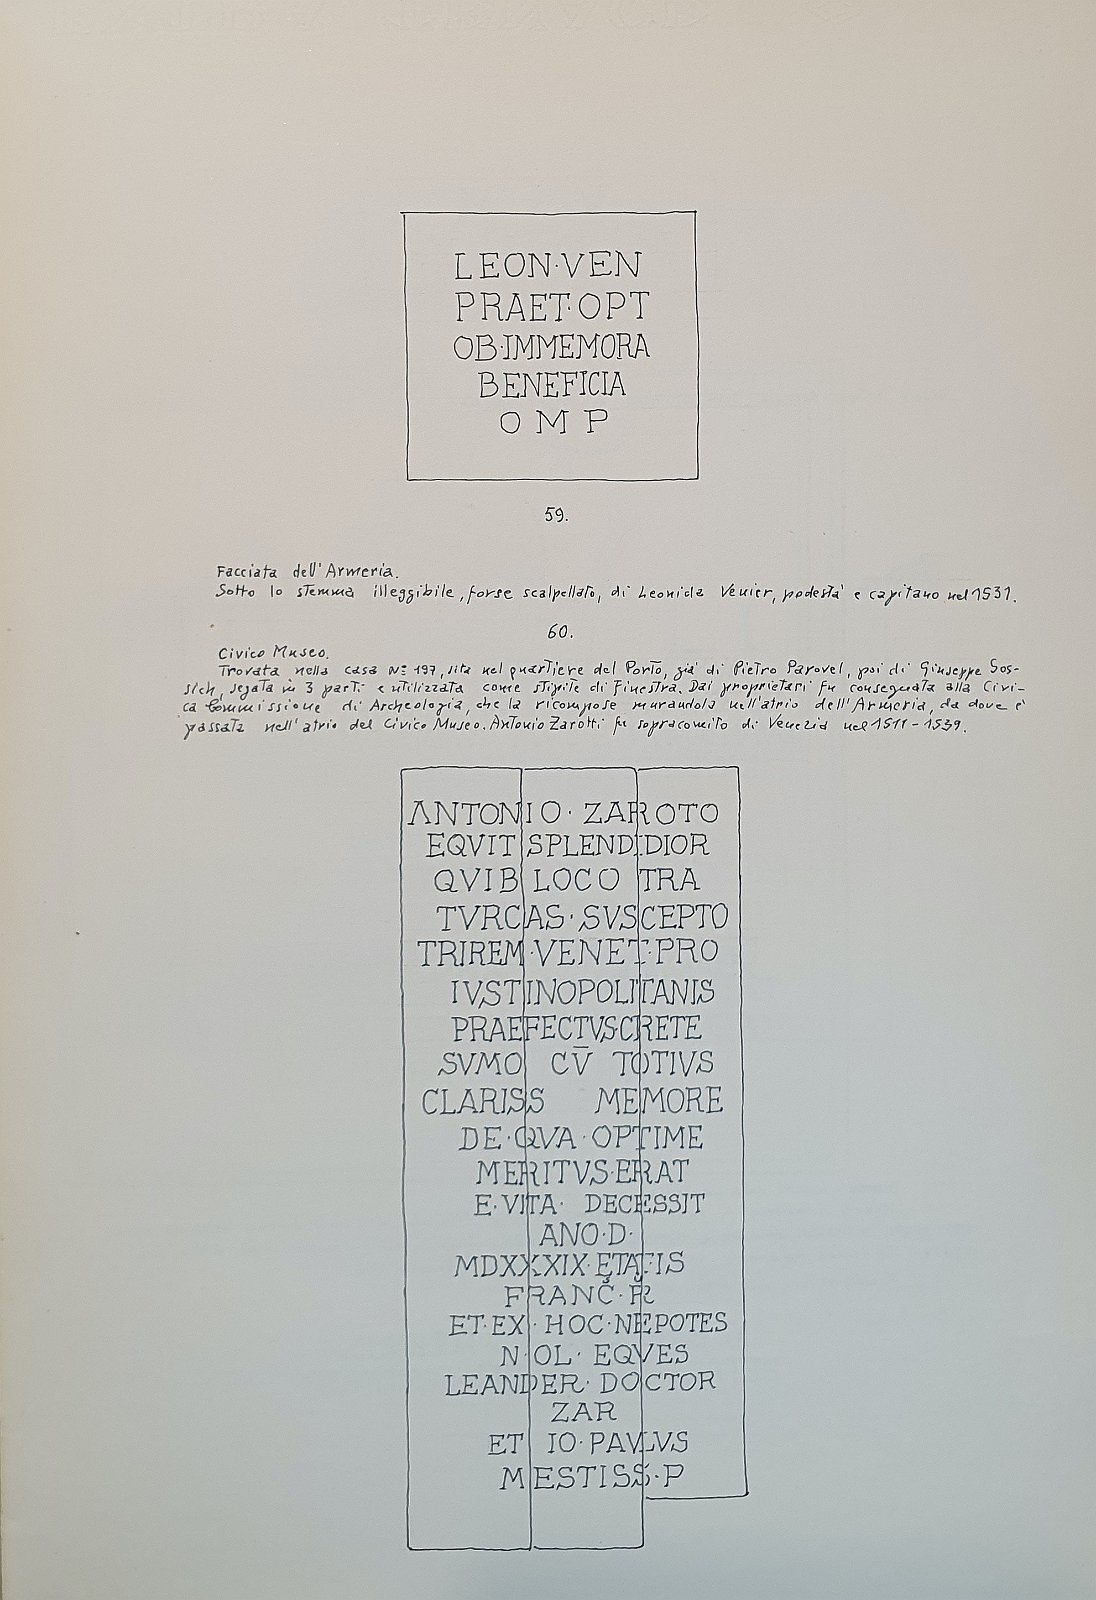 LEON·VEN
PRAET·OPT
OB·IMMEMORA
BENEFICIA
O M P
59.
Facciata dell'Armeria.
Sotto lo stemma illeggibile, forse scalpellato, di Leonida Venier, podestà e capitano nel 1531.
60.
Civico Museo.
Trovata nella casa N° 197, sita nel quartiere del Porto, già di Pietro Parovel, poi di Giuseppe Sos-
sich, segata in 3 parti e utilizzata come stipite di finestra. Dai proprietari fu consegnata alla Civi-
ca Commissione di Archeologia, che la ricompose murandola nell'atrio dell'Armeria, da dove è
passata nell'atrio del Civico Museo. Antonio Zarotti fu sopracomito di Venezia nel 1511-1539.
ANTONIO· ZAROTO
EQVIT SPLENDIDIOR
QVIB LOCO TRA
TVRCAS· SVSCEPTO
TRIREM·VENET·PRO
IVSTINOPOLITANIS
PRAEFECTVS·CRETE
SVMO CV̄ TOTIVS
CLARISS MEMORE
DE·QVA·OPTIME
MERITVS·ERAT
E·VITA· DECESSIT
ANO·D·
MDXXXIX·
FRANC̄·
ET·EX· HOC·NEPOTES
N·OL· EQVES
LEANDER· DOCTOR
ZAR
ET IO·PAVLVS
MESTISS·P